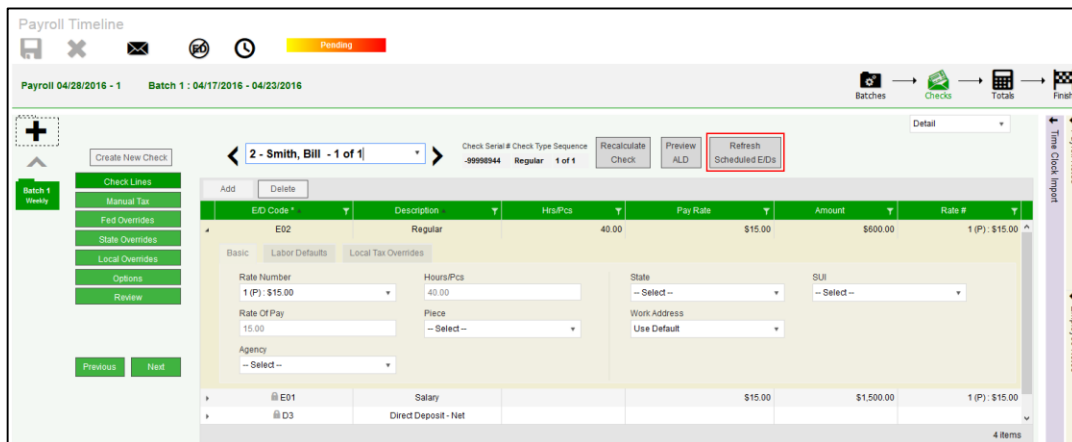 Payroll Timeline
Pending
Payroll 04/28/2016 - 1 Batch 1 : 04/17/2016 - 04/23/2016
Batches Checks Totals Finish
Detail
Create New Check
2 - Smith, Bill - 1 of 1
Check Serial # Check Type Sequence
-99998944 Regular 1 of 1
Recalculate Check
Preview ALD
Refresh Scheduled E/Ds
Batch 1
Weekly
Check Lines
Manual Tax
Fed Overrides
State Overrides
Local Overrides
Options
Review
Previous Next
Add Delete
E/D Code * Description Hrs/Pcs Pay Rate Amount Rate #
E02 Regular 40.00 $15.00 $600.00 1 (P) : $15.00
Basic Labor Defaults Local Tax Overrides
Rate Number Hours/Pcs State SUI
1 (P) : $15.00 40.00 -- Select -- -- Select --
Rate Of Pay Piece Work Address
15.00 -- Select -- Use Default
Agency
-- Select --
E01 Salary $15.00 $1,500.00 1 (P) : $15.00
D3 Direct Deposit - Net
4 items
Time Clock Import